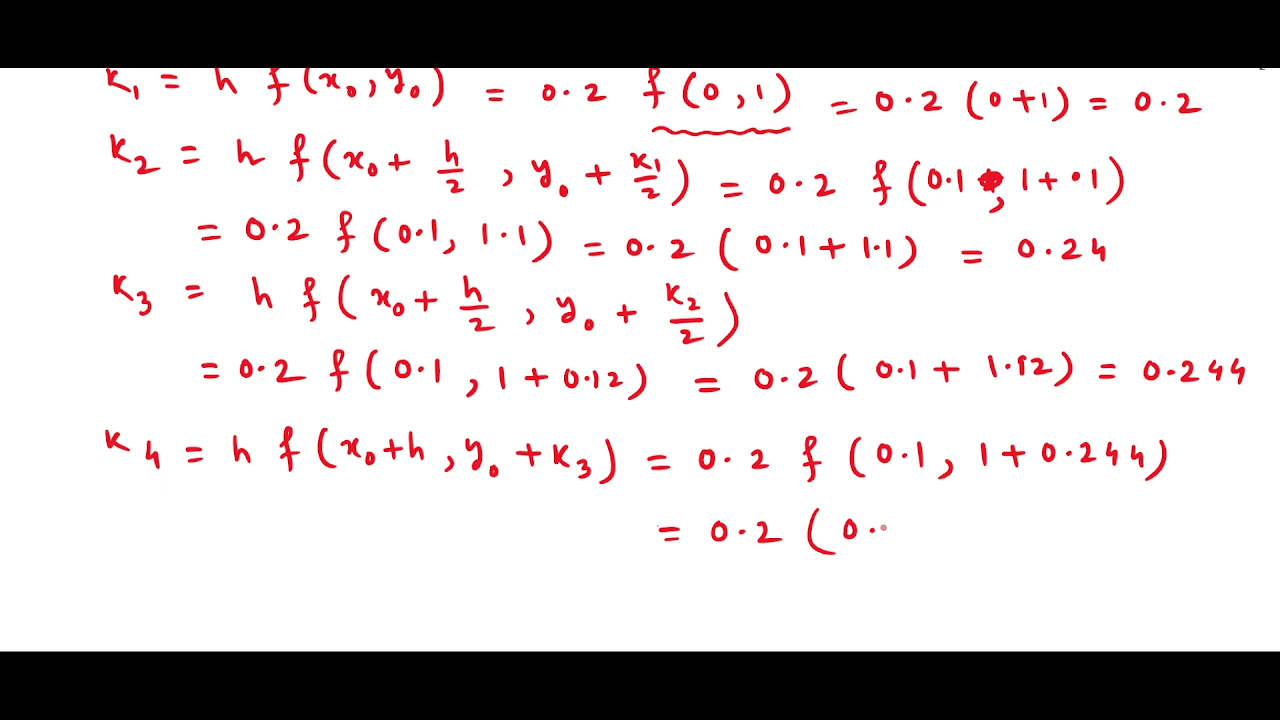 K₁ = h f(x₀, y₀) = 0.2 f(0, 1) = 0.2 (0+1) = 0.2
K₂ = h f(x₀ + h/2, y₀ + K₁/2) = 0.2 f(0.1, 1 + .1)
= 0.2 f(0.1, 1.1) = 0.2 (0.1 + 1.1) = 0.24
K₃ = h f(x₀ + h/2, y₀ + K₂/2)
= 0.2 f(0.1, 1 + 0.12) = 0.2 (0.1 + 1.12) = 0.244
K₄ = h f(x₀+h, y₀+K₃) = 0.2 f(0.1, 1+0.244)
= 0.2 (0.